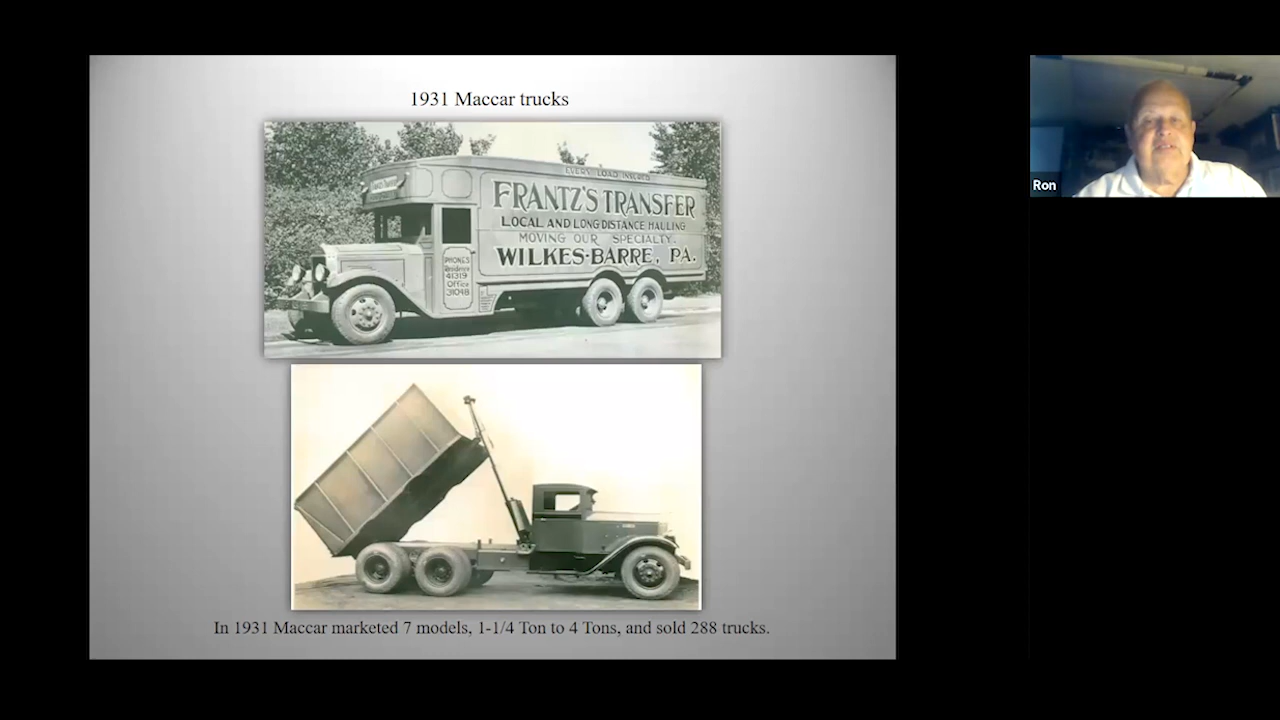 1931 Maccar trucks
EVERY LOAD INSURED
FRANTZ'S TRANSFER
LOCAL AND LONG DISTANCE HAULING
MOVING OUR SPECIALTY.
WILKES-BARRE, PA.
PHONES
Residence
41319
Office
31048
In 1931 Maccar marketed 7 models, 1-1/4 Ton to 4 Tons, and sold 288 trucks.
Ron